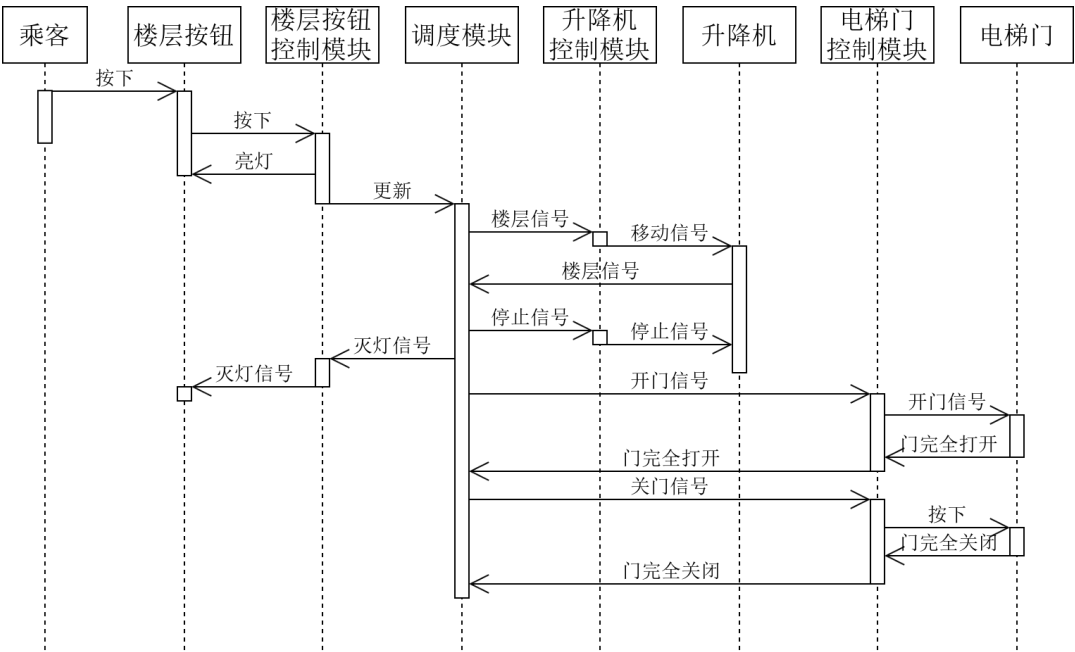 乘客
楼层按钮
楼层按钮
控制模块
调度模块
升降机
控制模块
升降机
电梯门
控制模块
电梯门
按下
按下
亮灯
更新
楼层信号
移动信号
楼层信号
停止信号
停止信号
灭灯信号
灭灯信号
开门信号
开门信号
门完全打开
门完全打开
关门信号
按下
门完全关闭
门完全关闭